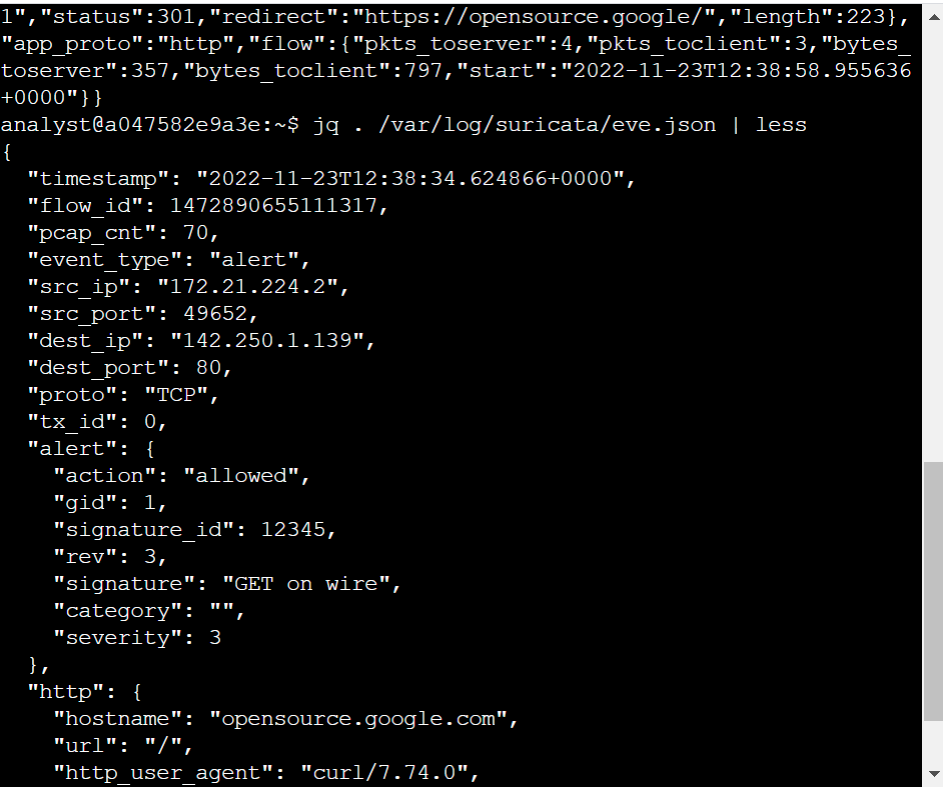 1","status":301,"redirect":"https://opensource.google/","length":223},
"app_proto":"http","flow":{"pkts_toserver":4,"pkts_toclient":3,"bytes_
toserver":357,"bytes_toclient":797,"start":"2022-11-23T12:38:58.955636
+0000"}}
analyst@a047582e9a3e:~$ jq . /var/log/suricata/eve.json | less
{
  "timestamp": "2022-11-23T12:38:34.624866+0000",
  "flow_id": 1472890655111317,
  "pcap_cnt": 70,
  "event_type": "alert",
  "src_ip": "172.21.224.2",
  "src_port": 49652,
  "dest_ip": "142.250.1.139",
  "dest_port": 80,
  "proto": "TCP",
  "tx_id": 0,
  "alert": {
    "action": "allowed",
    "gid": 1,
    "signature_id": 12345,
    "rev": 3,
    "signature": "GET on wire",
    "category": "",
    "severity": 3
  },
  "http": {
    "hostname": "opensource.google.com",
    "url": "/",
    "http_user_agent": "curl/7.74.0",